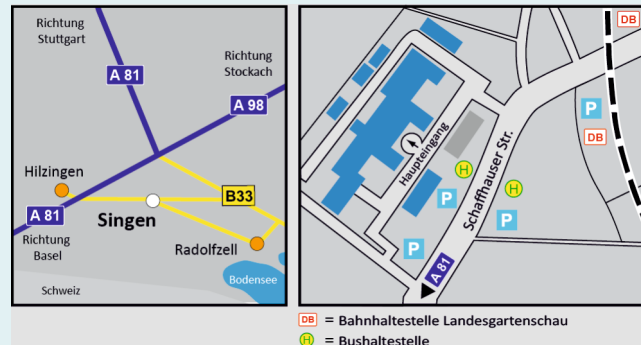 Richtung
Stuttgart
Richtung
Stockach
A 81
A 98
Hilzingen
B33
A 81
Singen
Richtung
Basel
Radolfzell
Bodensee
Schweiz
DB
P
DB
Haupteingang
H
Schaffhauser Str.
H
P
P
P
A 81
DB = Bahnhaltestelle Landesgartenschau
H = Bushaltestelle